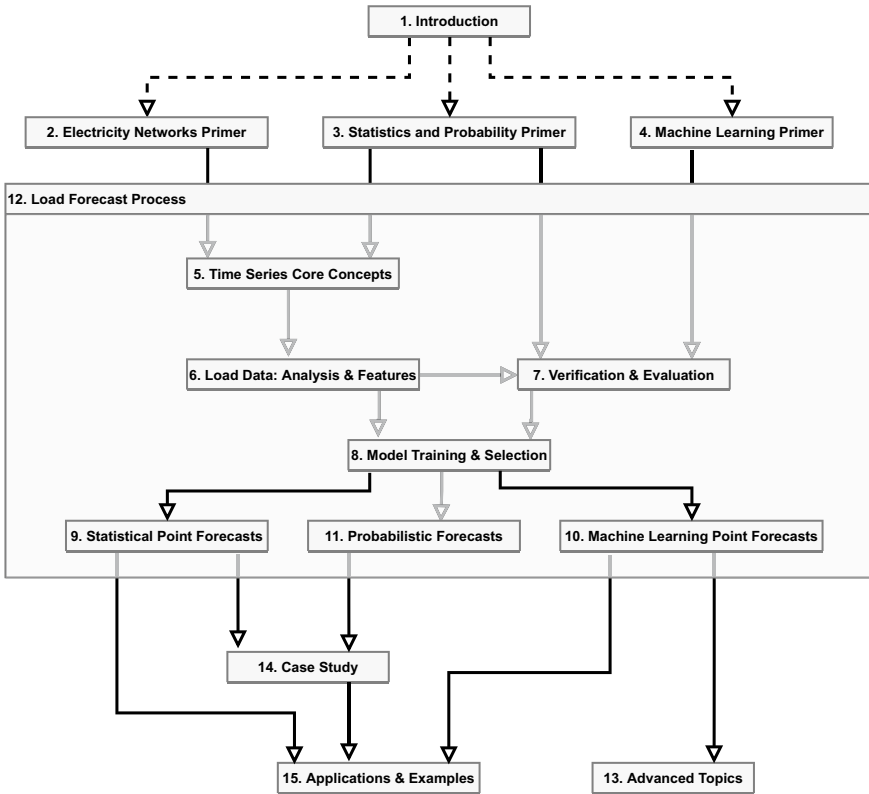 1. Introduction
2. Electricity Networks Primer
3. Statistics and Probability Primer
4. Machine Learning Primer
12. Load Forecast Process
5. Time Series Core Concepts
6. Load Data: Analysis & Features
7. Verification & Evaluation
8. Model Training & Selection
9. Statistical Point Forecasts
11. Probabilistic Forecasts
10. Machine Learning Point Forecasts
14. Case Study
15. Applications & Examples
13. Advanced Topics